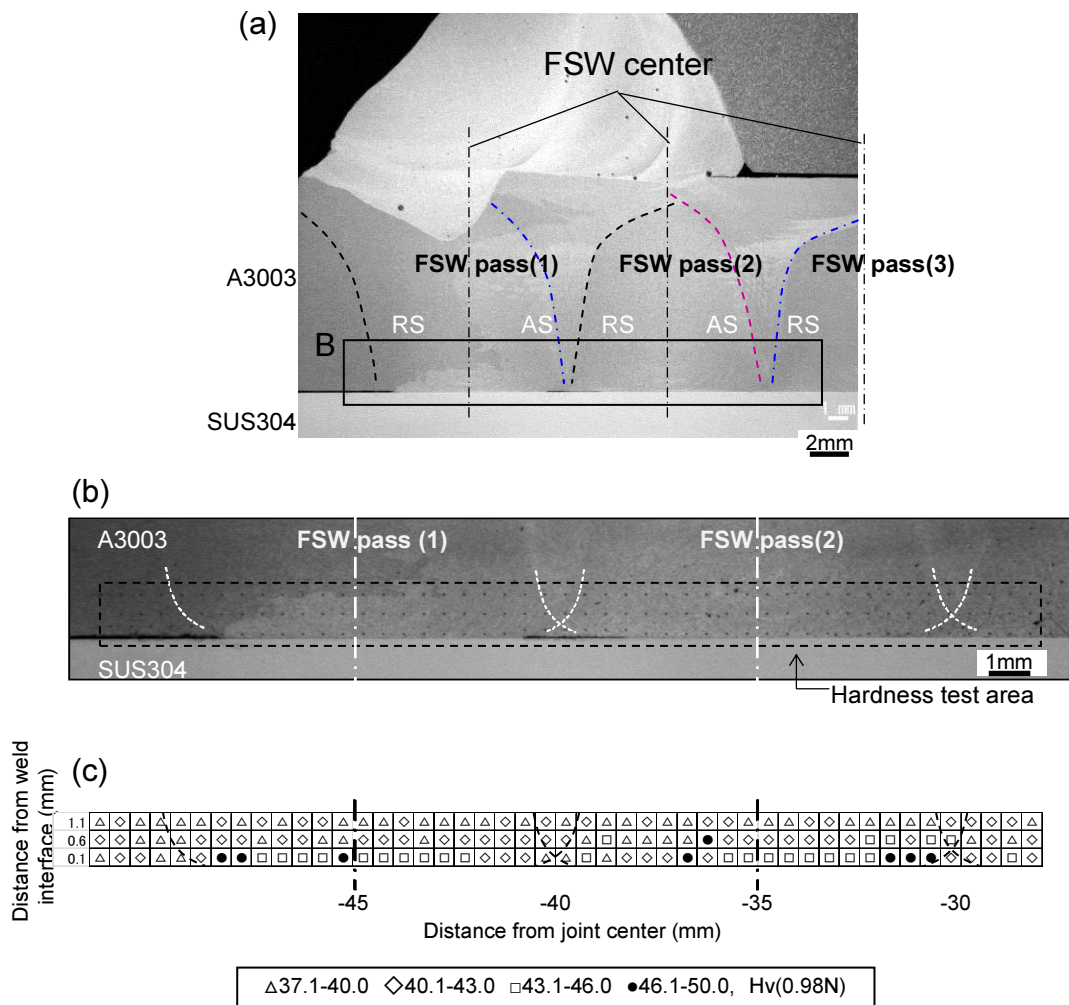 (a)
FSW center
FSW pass(1) FSW pass(2) FSW pass(3)
A3003
RS AS RS AS RS
B
SUS304
1 mm
2mm
(b)
A3003 FSW pass (1) FSW pass(2)
SUS304
1mm
Hardness test area
(c)
Distance from weld
interface (mm)
1.1
0.6
0.1
-45 -40 -35 -30
Distance from joint center (mm)
△37.1-40.0 ◇40.1-43.0 □43.1-46.0 ●46.1-50.0, Hv(0.98N)